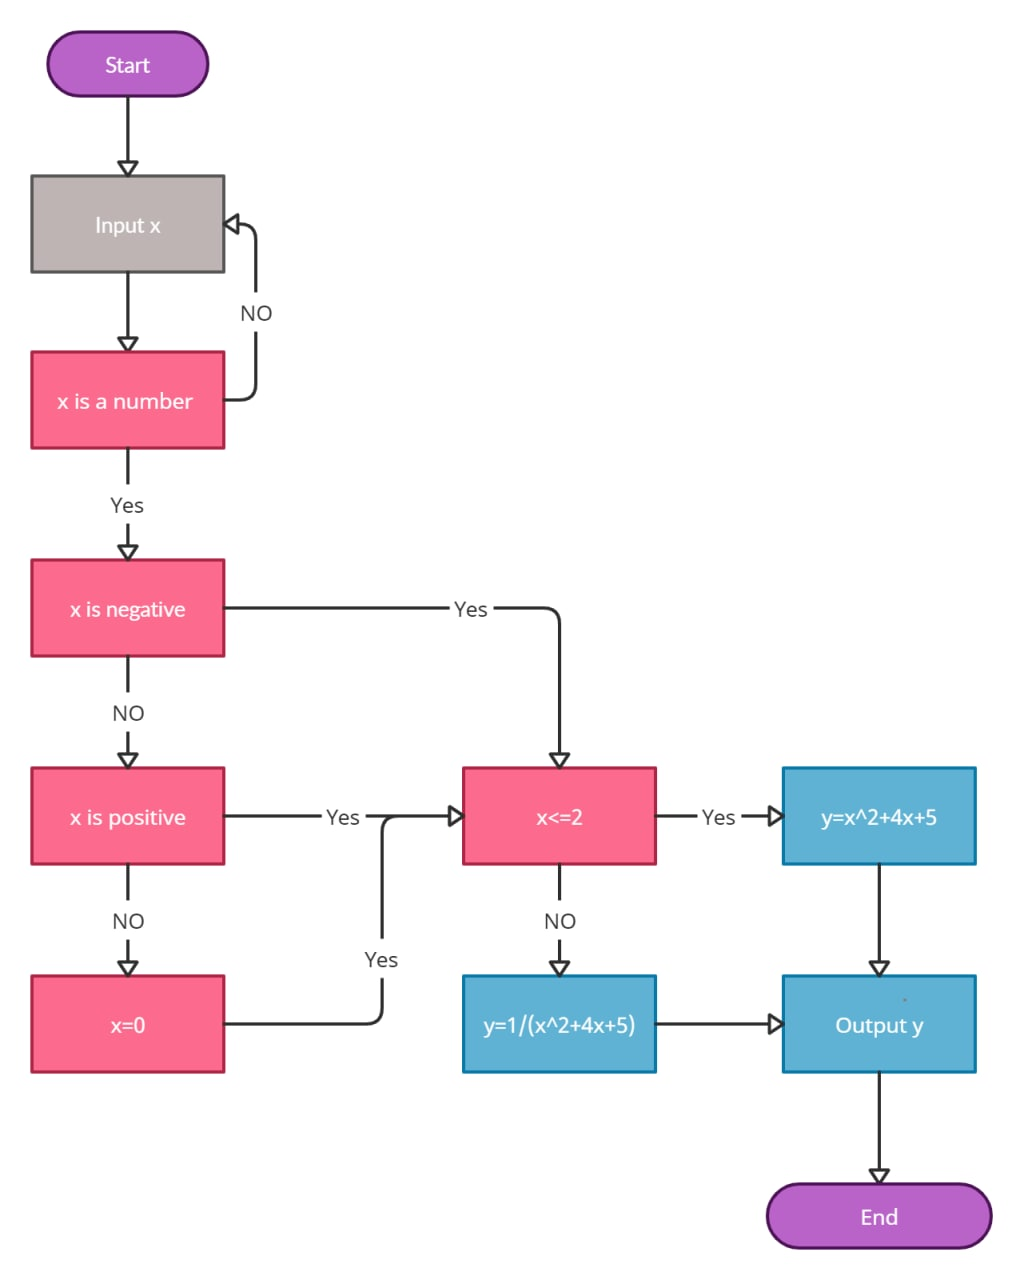 Start
Input x
NO
x is a number
Yes
x is negative
Yes
NO
x is positive
Yes
x<=2
Yes
y=x^2+4x+5
NO
NO
Yes
x=0
y=1/(x^2+4x+5)
Output y
End